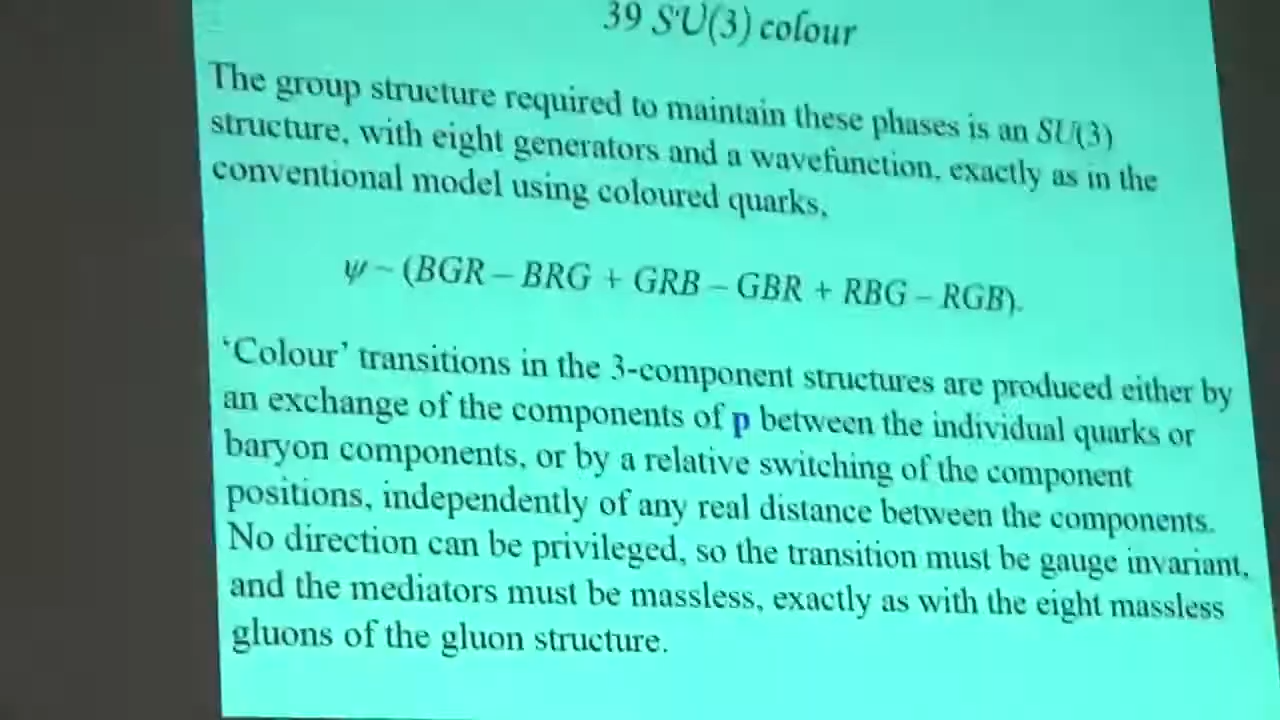 39 SU(3) colour
The group structure required to maintain these phases is an SU(3)
structure, with eight generators and a wavefunction, exactly as in the
conventional model using coloured quarks,
ψ ~ (BGR – BRG + GRB – GBR + RBG – RGB).
‘Colour’ transitions in the 3-component structures are produced either by
an exchange of the components of p between the individual quarks or
baryon components, or by a relative switching of the component
positions, independently of any real distance between the components.
No direction can be privileged, so the transition must be gauge invariant,
and the mediators must be massless, exactly as with the eight massless
gluons of the gluon structure.